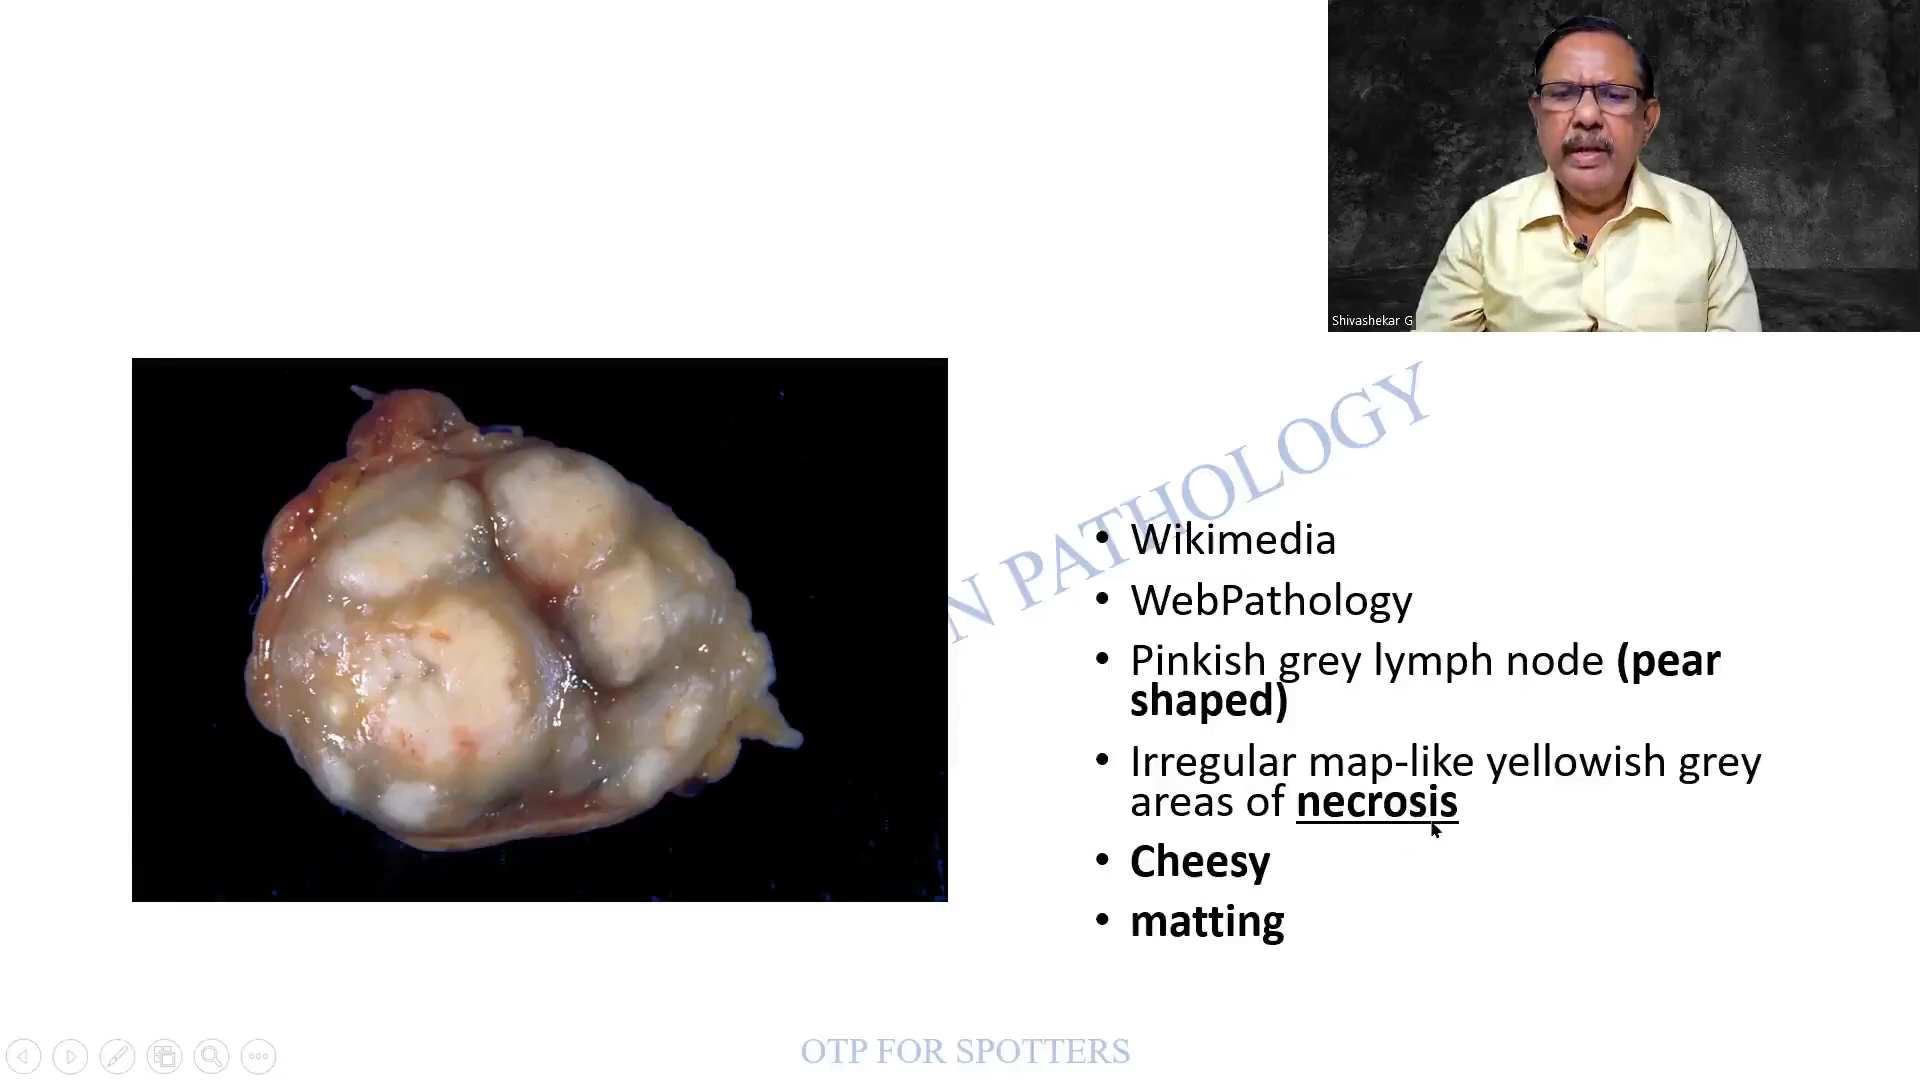 Shivashekar G
N PATHOLOGY
• Wikimedia
• WebPathology
• Pinkish grey lymph node (pear
shaped)
• Irregular map-like yellowish grey
areas of necrosis
• Cheesy
• matting
OTP FOR SPOTTERS